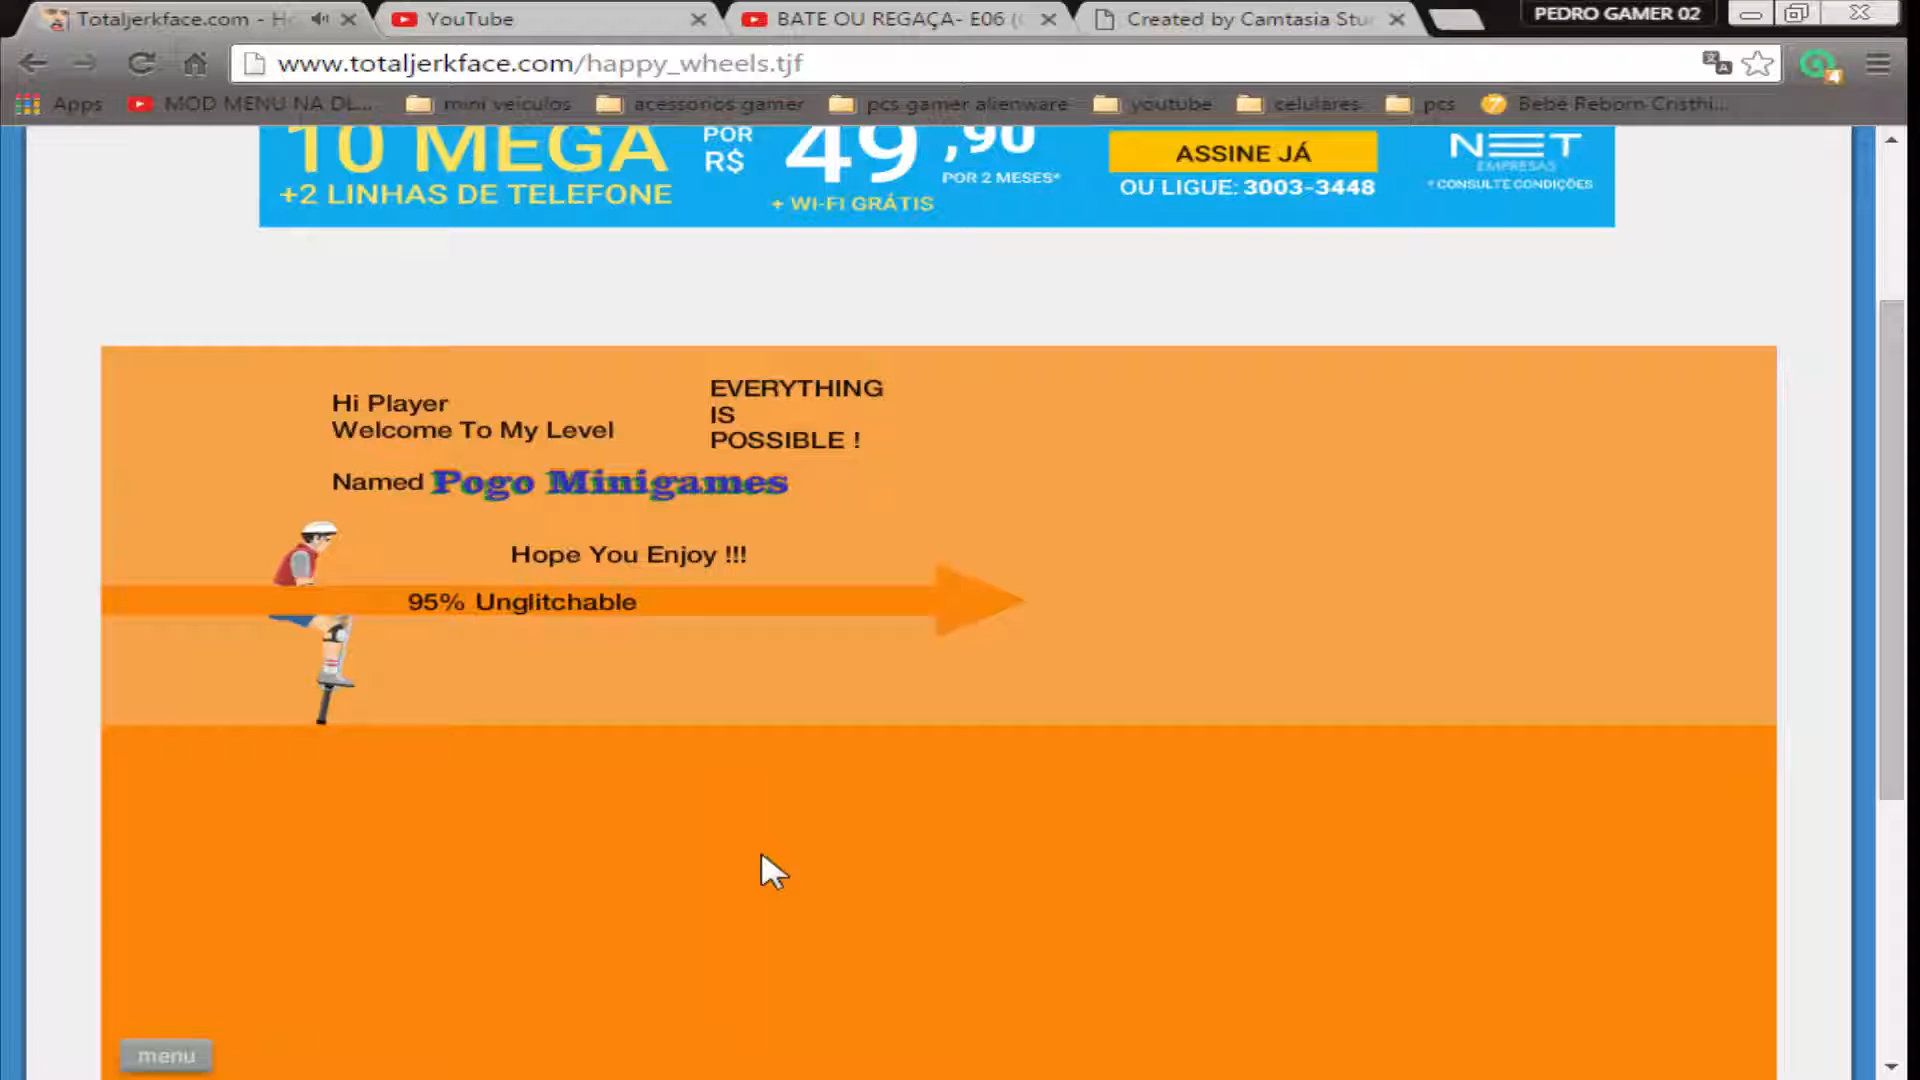 Totaljerkface.com - H
YouTube
BATE OU REGAÇA- E06 (
Created by Camtasia Stu
PEDRO GAMER 02
www.totaljerkface.com/happy_wheels.tjf
4
Apps
MOD MENU NA DL...
mini veiculos
acessorios gamer
pcs gamer alienware
youtube
celulares
pcs
Bebê Reborn Cristhi...
10 MEGA
+2 LINHAS DE TELEFONE
POR
R$
49,90
POR 2 MESES*
+ WI-FI GRÁTIS
ASSINE JÁ
OU LIGUE: 3003-3448
NET
EMPRESAS
* CONSULTE CONDIÇÕES
Hi Player
Welcome To My Level
Named Pogo Minigames
EVERYTHING
IS
POSSIBLE !
Hope You Enjoy !!!
95% Unglitchable
menu